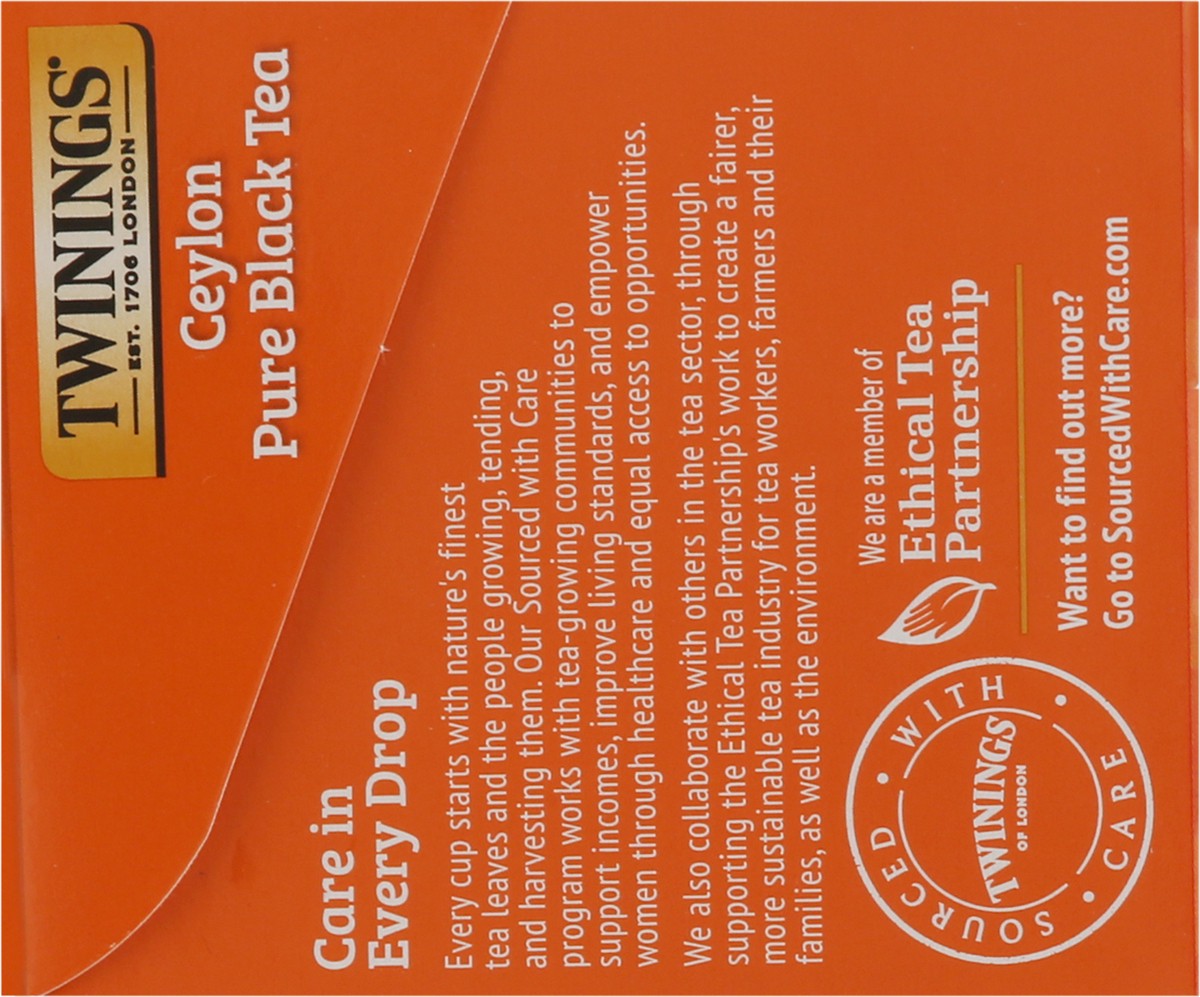 TWININGS®
EST. 1706 LONDON
Ceylon
Pure Black Tea
Care in
Every Drop
Every cup starts with nature's finest
tea leaves and the people growing, tending,
and harvesting them. Our Sourced with Care
program works with tea-growing communities to
support incomes, improve living standards, and empower
women through healthcare and equal access to opportunities.
We also collaborate with others in the tea sector, through
supporting the Ethical Tea Partnership's work to create a fairer,
more sustainable tea industry for tea workers, farmers and their
families, as well as the environment.
SOURCED • WITH • CARE •
TWININGS
OF LONDON
We are a member of
Ethical Tea
Partnership
Want to find out more?
Go to SourcedWithCare.com